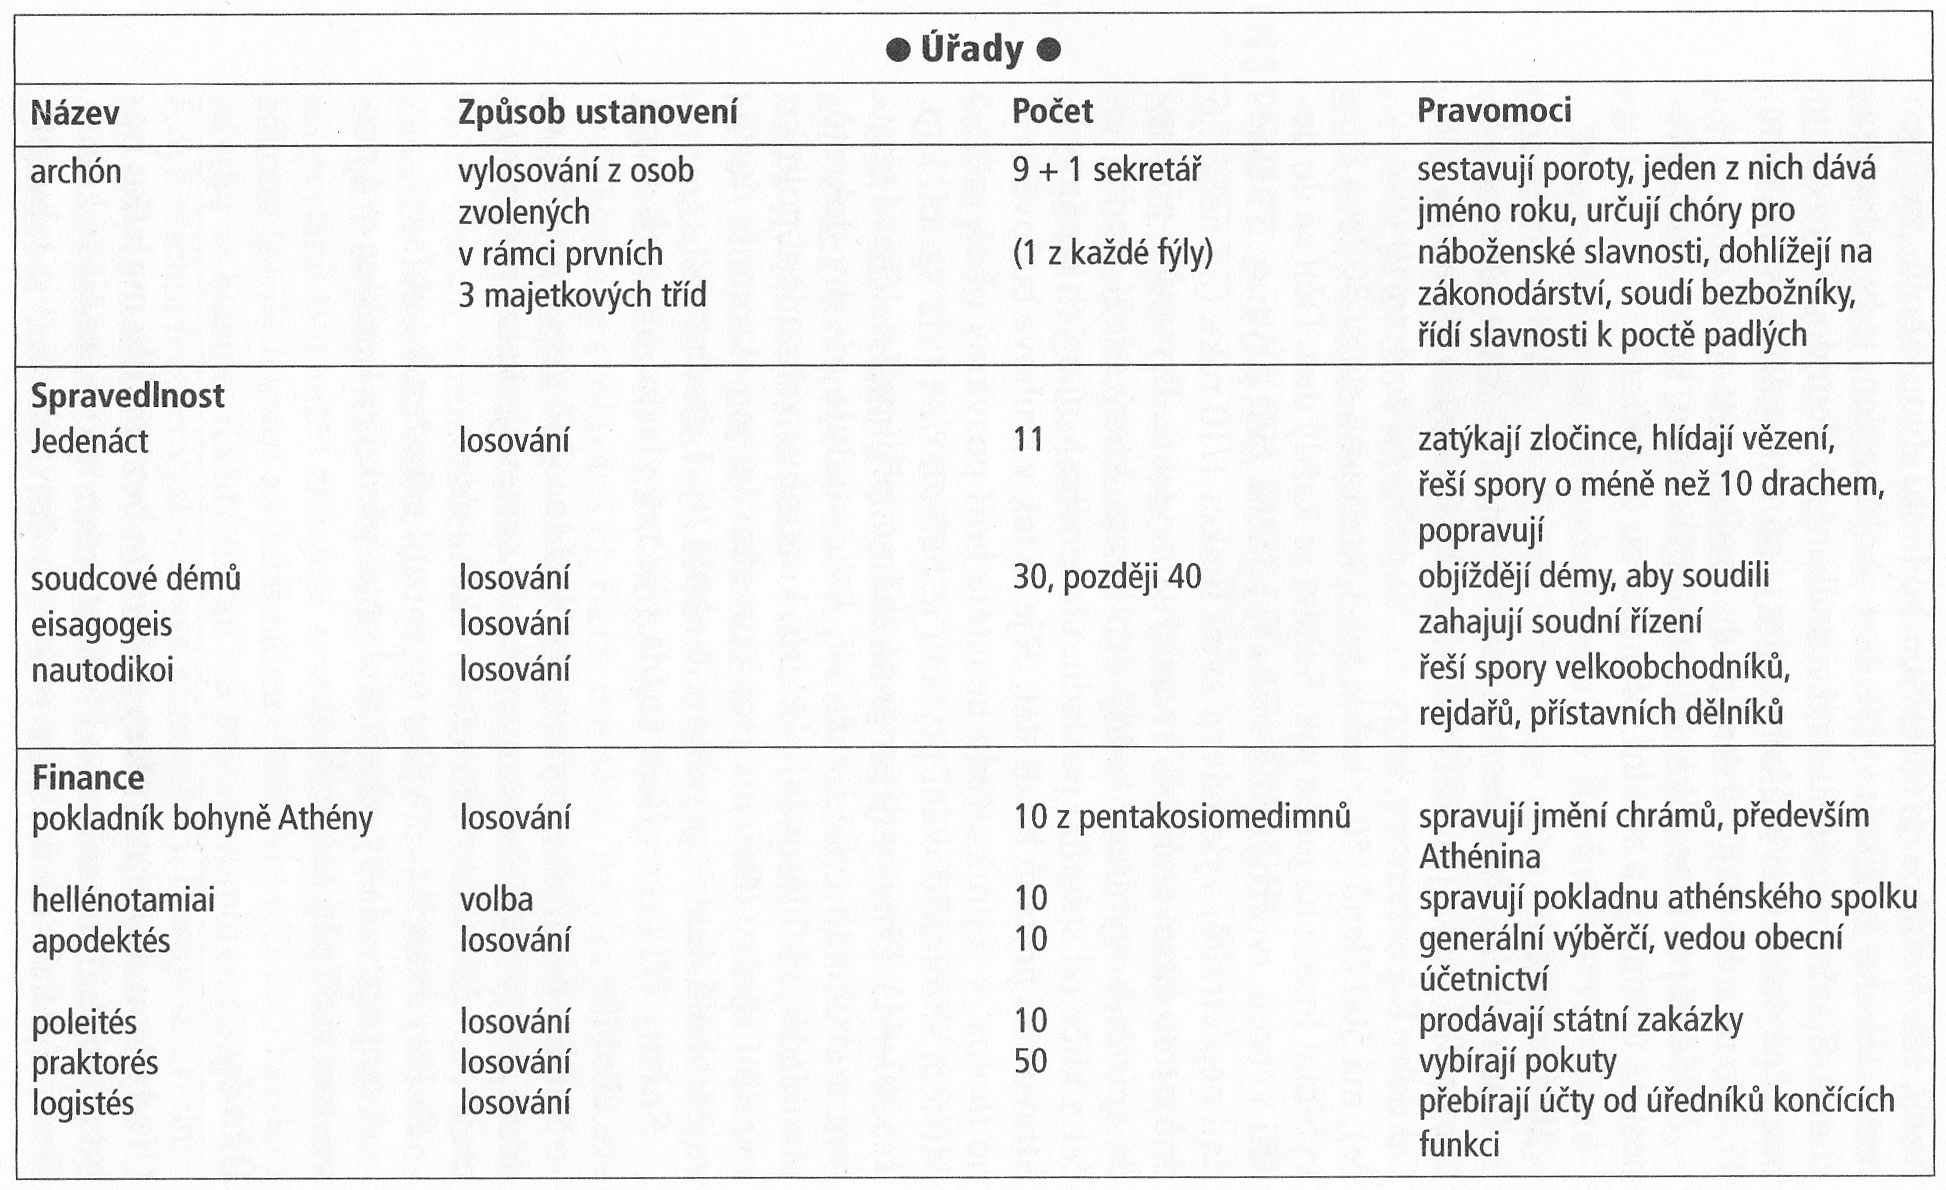 ● Úřady ●
Název Způsob ustanovení Počet Pravomoci
archón vylosování z osob 9 + 1 sekretář sestavují poroty, jeden z nich dává
zvolených jméno roku, určují chóry pro
v rámci prvních (1 z každé fýly) náboženské slavnosti, dohlížejí na
3 majetkových tříd zákonodárství, soudí bezbožníky,
řídí slavnosti k poctě padlých
Spravedlnost
Jedenáct losování 11 zatýkají zločince, hlídají vězení,
řeší spory o méně než 10 drachem,
popravují
soudcové démů losování 30, později 40 objíždějí démy, aby soudili
eisagogeis losování zahajují soudní řízení
nautodikoi losování řeší spory velkoobchodníků,
rejdařů, přístavních dělníků
Finance
pokladník bohyně Athény losování 10 z pentakosiomedimnů spravují jmění chrámů, především
Athénina
hellénotamiai volba 10 spravují pokladnu athénského spolku
apodektés losování 10 generální výběrčí, vedou obecní
účetnictví
poleités losování 10 prodávají státní zakázky
praktorés losování 50 vybírají pokuty
logistés losování přebírají účty od úředníků končících
funkci